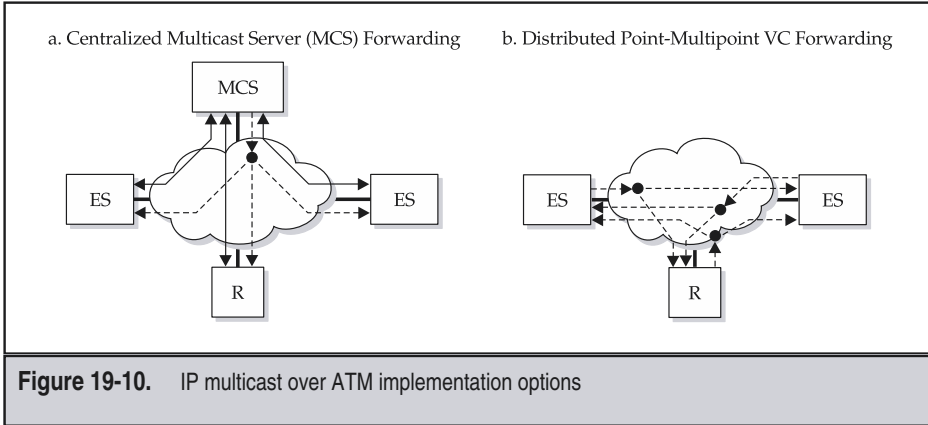 a. Centralized Multicast Server (MCS) Forwarding
b. Distributed Point-Multipoint VC Forwarding
MCS
ES
ES
R
ES
ES
R
Figure 19-10. IP multicast over ATM implementation options